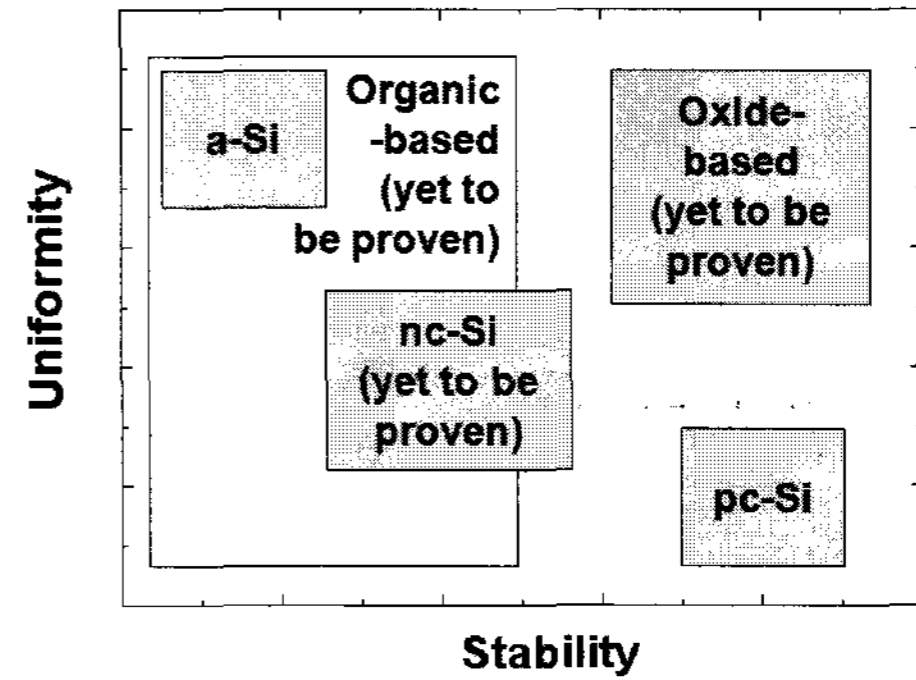 Uniformity
a-Si
Organic
-based
(yet to
be proven)
Oxide-
based
(yet to be
proven)
nc-Si
(yet to be
proven)
pc-Si
Stability